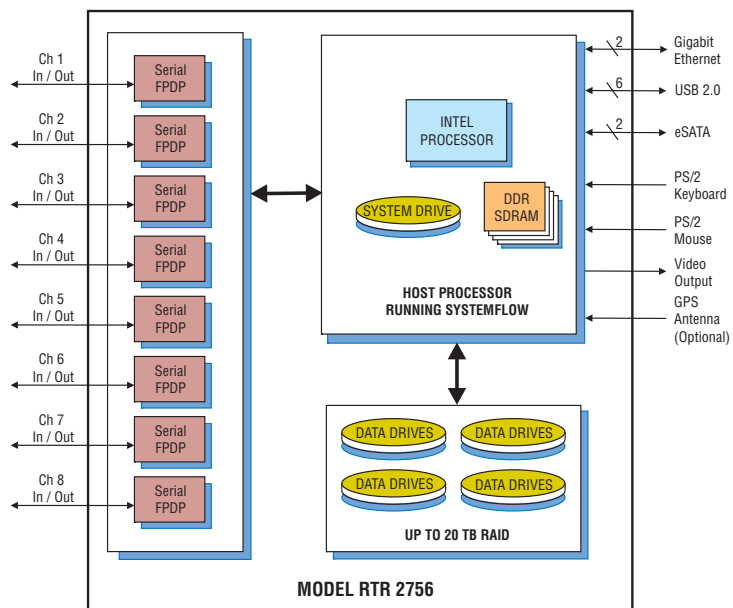 Ch 1
In / Out
Serial
FPDP
Ch 2
In / Out
Serial
FPDP
Ch 3
In / Out
Serial
FPDP
Ch 4
In / Out
Serial
FPDP
Ch 5
In / Out
Serial
FPDP
Ch 6
In / Out
Serial
FPDP
Ch 7
In / Out
Serial
FPDP
Ch 8
In / Out
Serial
FPDP
INTEL
PROCESSOR
SYSTEM DRIVE
DDR
SDRAM
HOST PROCESSOR
RUNNING SYSTEMFLOW
2
Gigabit
Ethernet
6
USB 2.0
2
eSATA
PS/2
Keyboard
PS/2
Mouse
Video
Output
GPS
Antenna
(Optional)
DATA DRIVES
DATA DRIVES
DATA DRIVES
DATA DRIVES
UP TO 20 TB RAID
MODEL RTR 2756